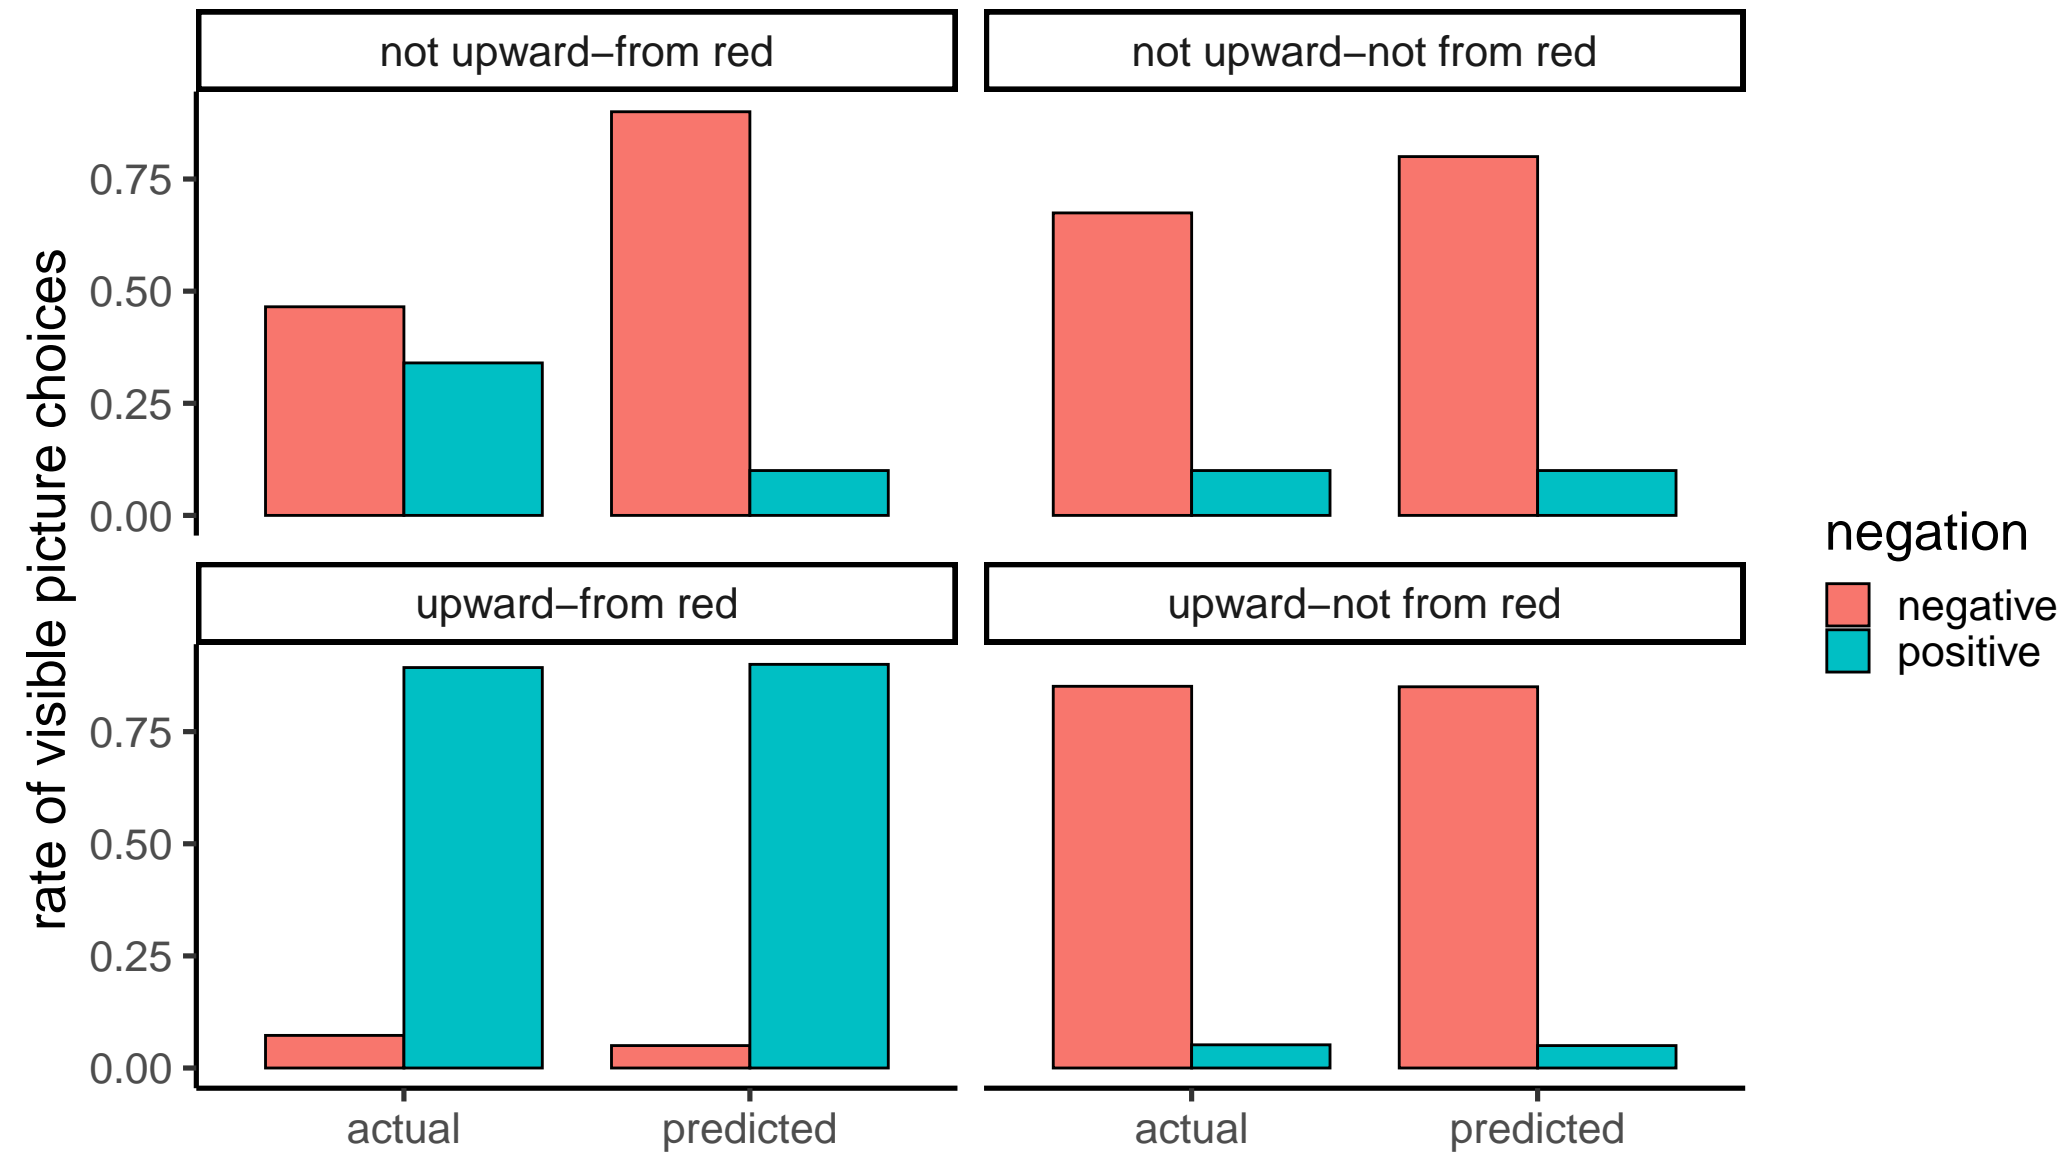 not upward–from red
not upward–not from red
rate of visible picture choices
0.75
0.50
0.25
0.00
upward–from red
upward–not from red
0.75
0.50
0.25
0.00
actual
predicted
actual
predicted
negation
negative
positive